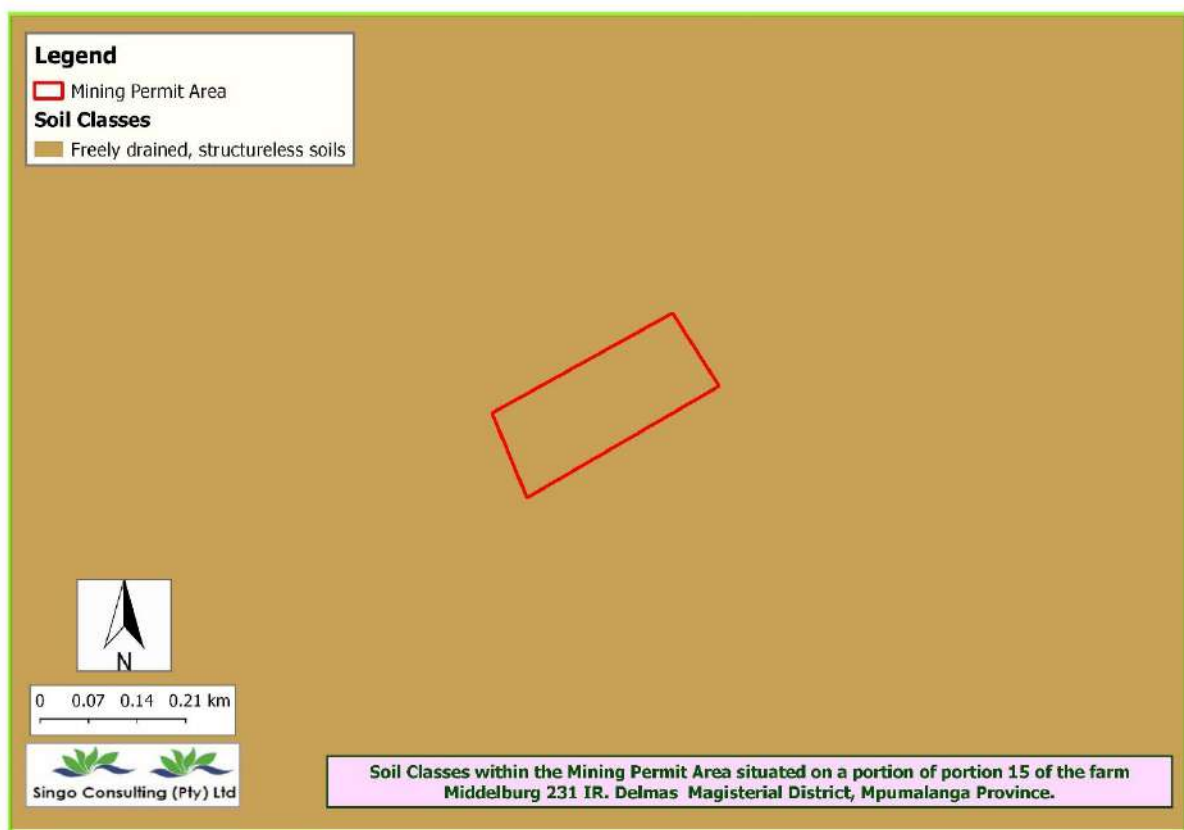 Legend
Mining Permit Area
Soil Classes
Freely drained, structureless soils
N
0 0.07 0.14 0.21 km
Singo Consulting (Pty) Ltd
Soil Classes within the Mining Permit Area situated on a portion of portion 15 of the farm
Middelburg 231 IR. Delmas Magisterial District, Mpumalanga Province.